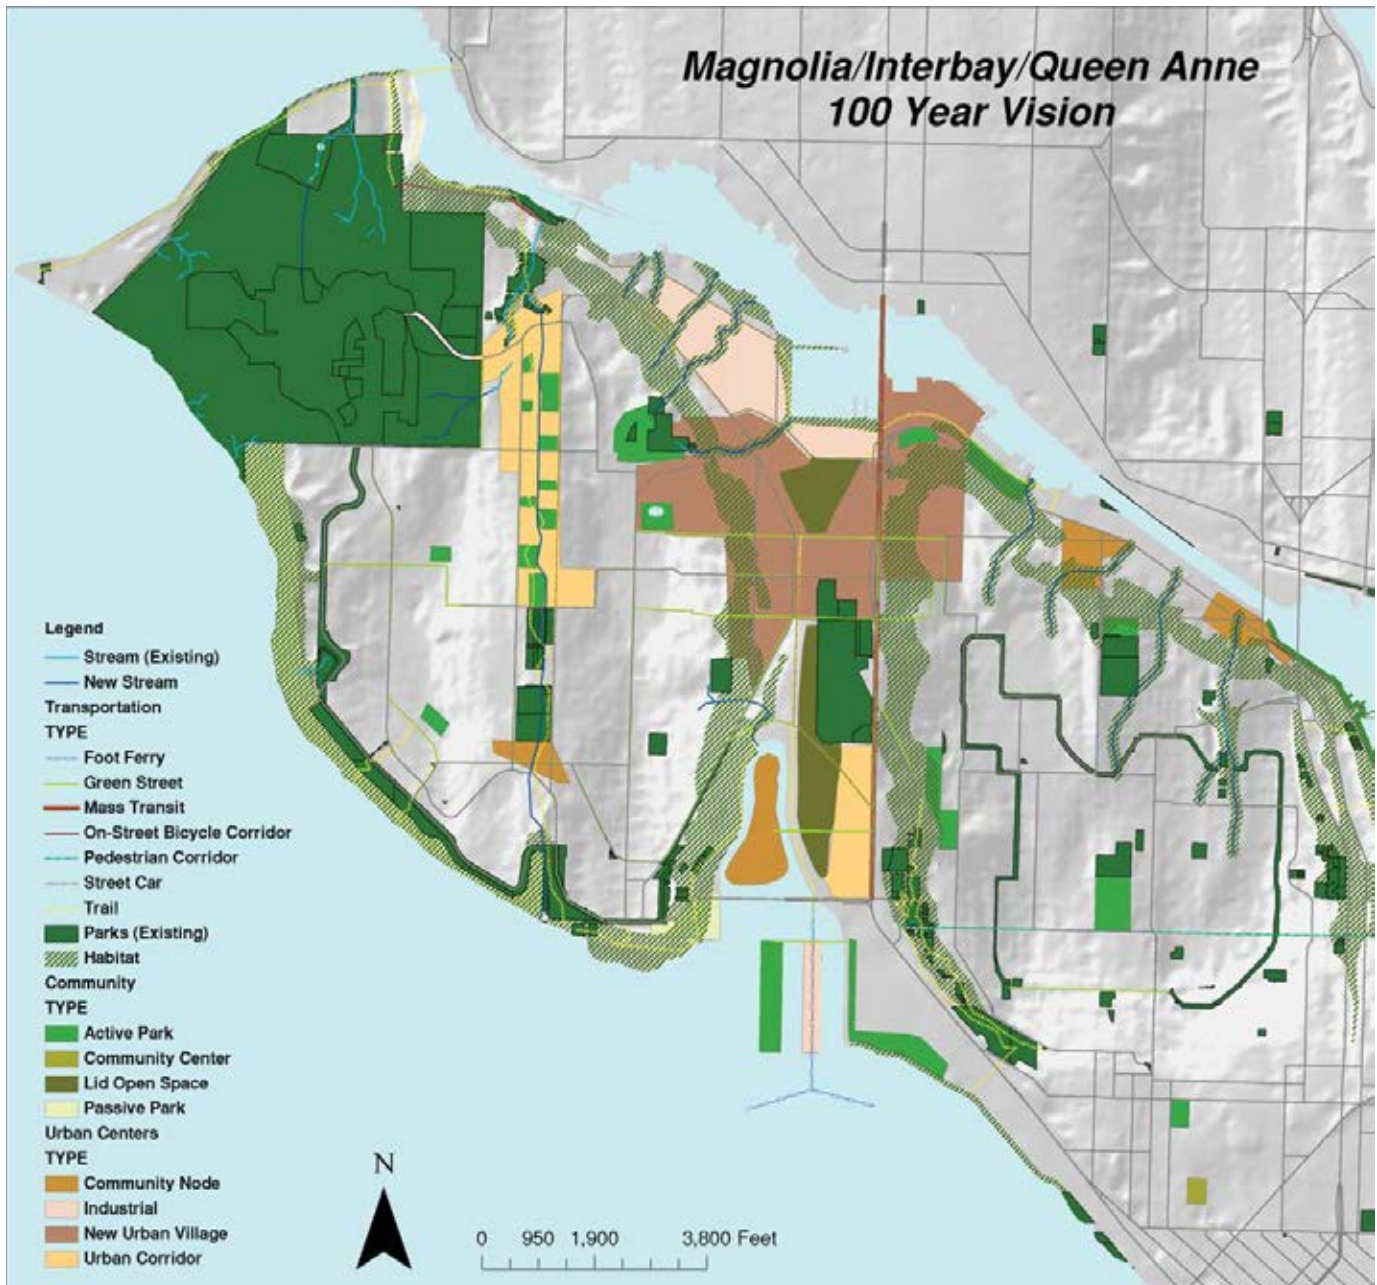 Magnolia/Interbay/Queen Anne
100 Year Vision
Legend
Stream (Existing)
New Stream
Transportation
TYPE
Foot Ferry
Green Street
Mass Transit
On-Street Bicycle Corridor
Pedestrian Corridor
Street Car
Trail
Parks (Existing)
Habitat
Community
TYPE
Active Park
Community Center
Lid Open Space
Passive Park
Urban Centers
TYPE
Community Node
Industrial
New Urban Village
Urban Corridor
N
0 950 1,900 3,800 Feet